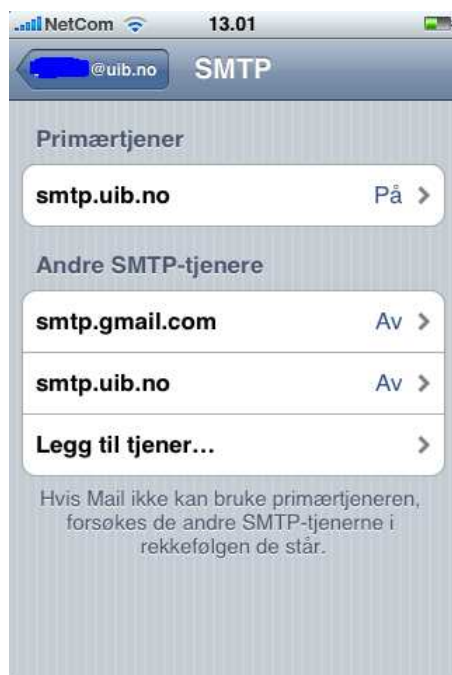 NetCom 13.01
@uib.no SMTP
Primærtjener
smtp.uib.no På
Andre SMTP-tjenere
smtp.gmail.com Av
smtp.uib.no Av
Legg til tjener...
Hvis Mail ikke kan bruke primærtjeneren,
forsøkes de andre SMTP-tjenerne i
rekkefølgen de står.